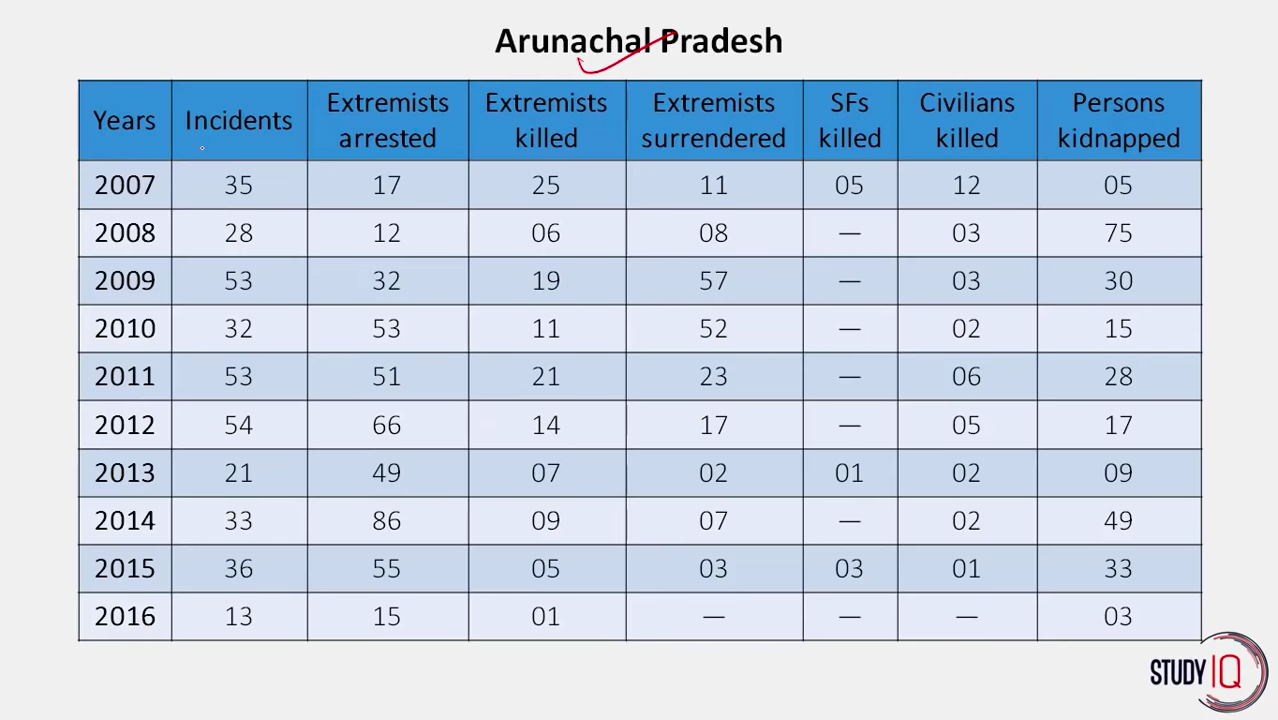 Arunachal Pradesh
Years Incidents Extremists arrested Extremists killed Extremists surrendered SFs killed Civilians killed Persons kidnapped
2007 35 17 25 11 05 12 05
2008 28 12 06 08 — 03 75
2009 53 32 19 57 — 03 30
2010 32 53 11 52 — 02 15
2011 53 51 21 23 — 06 28
2012 54 66 14 17 — 05 17
2013 21 49 07 02 01 02 09
2014 33 86 09 07 — 02 49
2015 36 55 05 03 03 01 33
2016 13 15 01 — — — 03
STUDY IQ